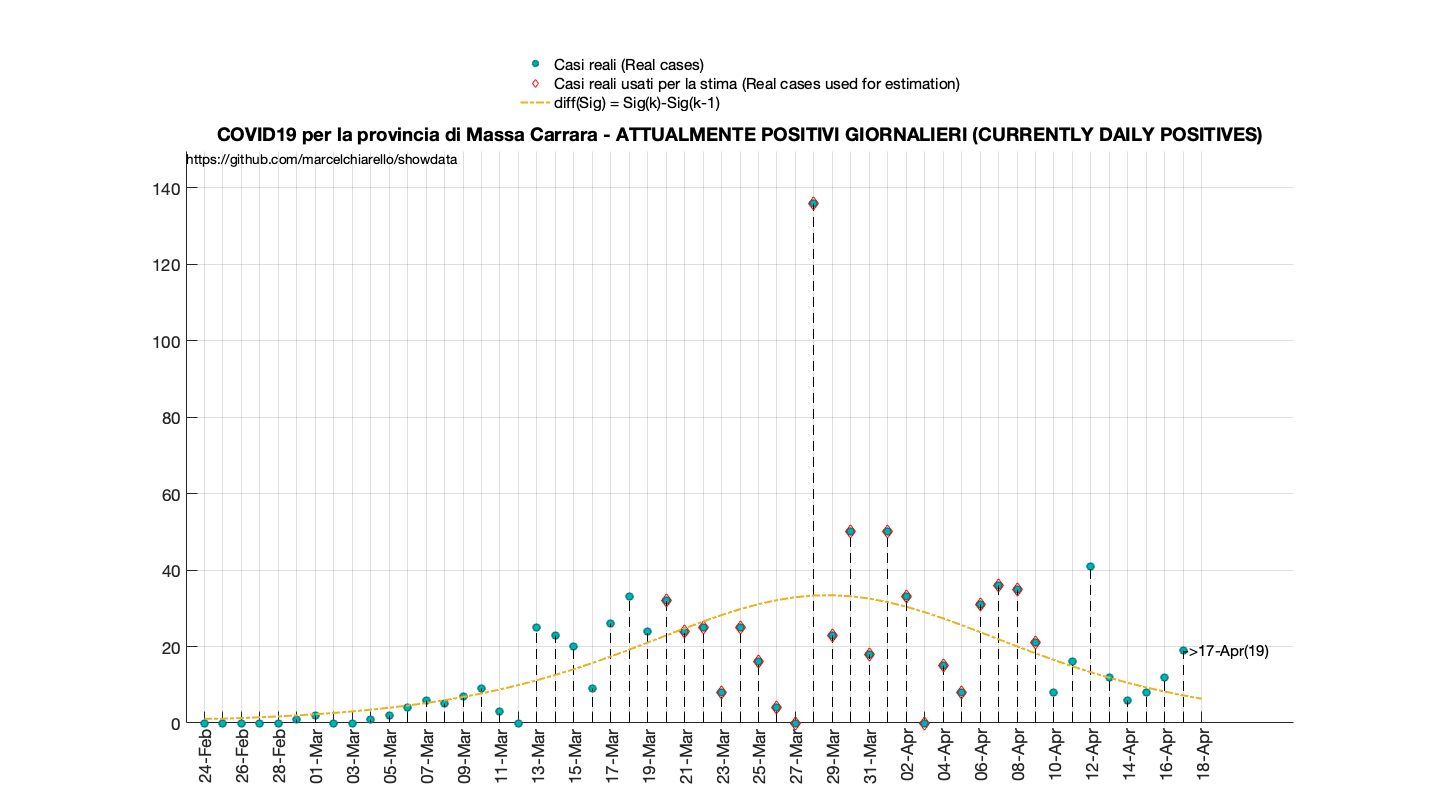 Casi reali (Real cases)
Casi reali usati per la stima (Real cases used for estimation)
diff(Sig) = Sig(k)-Sig(k-1)
COVID19 per la provincia di Massa Carrara - ATTUALMENTE POSITIVI GIORNALIERI (CURRENTLY DAILY POSITIVES)
https://github.com/marcelchiarello/showdata
140
120
100
80
60
40
20
0
>17-Apr(19)
24-Feb
26-Feb
28-Feb
01-Mar
03-Mar
05-Mar
07-Mar
09-Mar
11-Mar
13-Mar
15-Mar
17-Mar
19-Mar
21-Mar
23-Mar
25-Mar
27-Mar
29-Mar
31-Mar
02-Apr
04-Apr
06-Apr
08-Apr
10-Apr
12-Apr
14-Apr
16-Apr
18-Apr